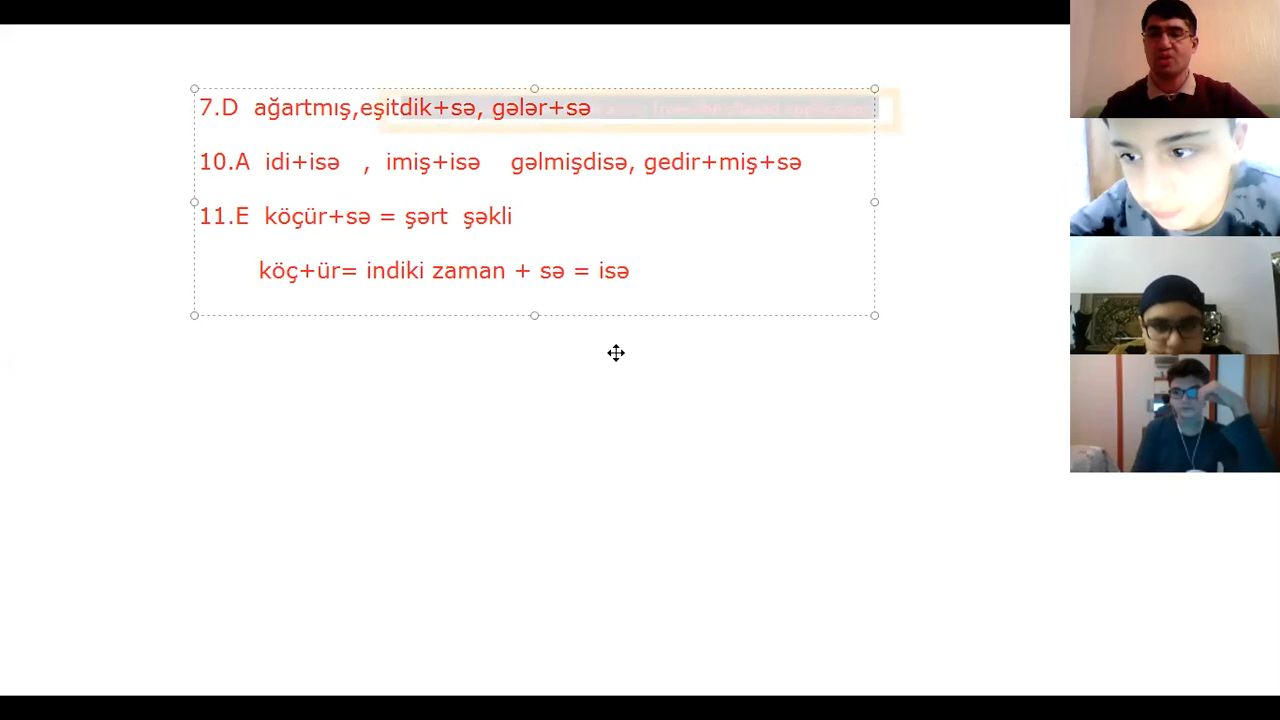 7.D ağartmış,eşitdik+sə, gələr+sə
10.A idi+isə , imiş+isə gəlmişdisə, gedir+miş+sə
11.E köçür+sə = şərt şəkli
köç+ür= indiki zaman + sə = isə